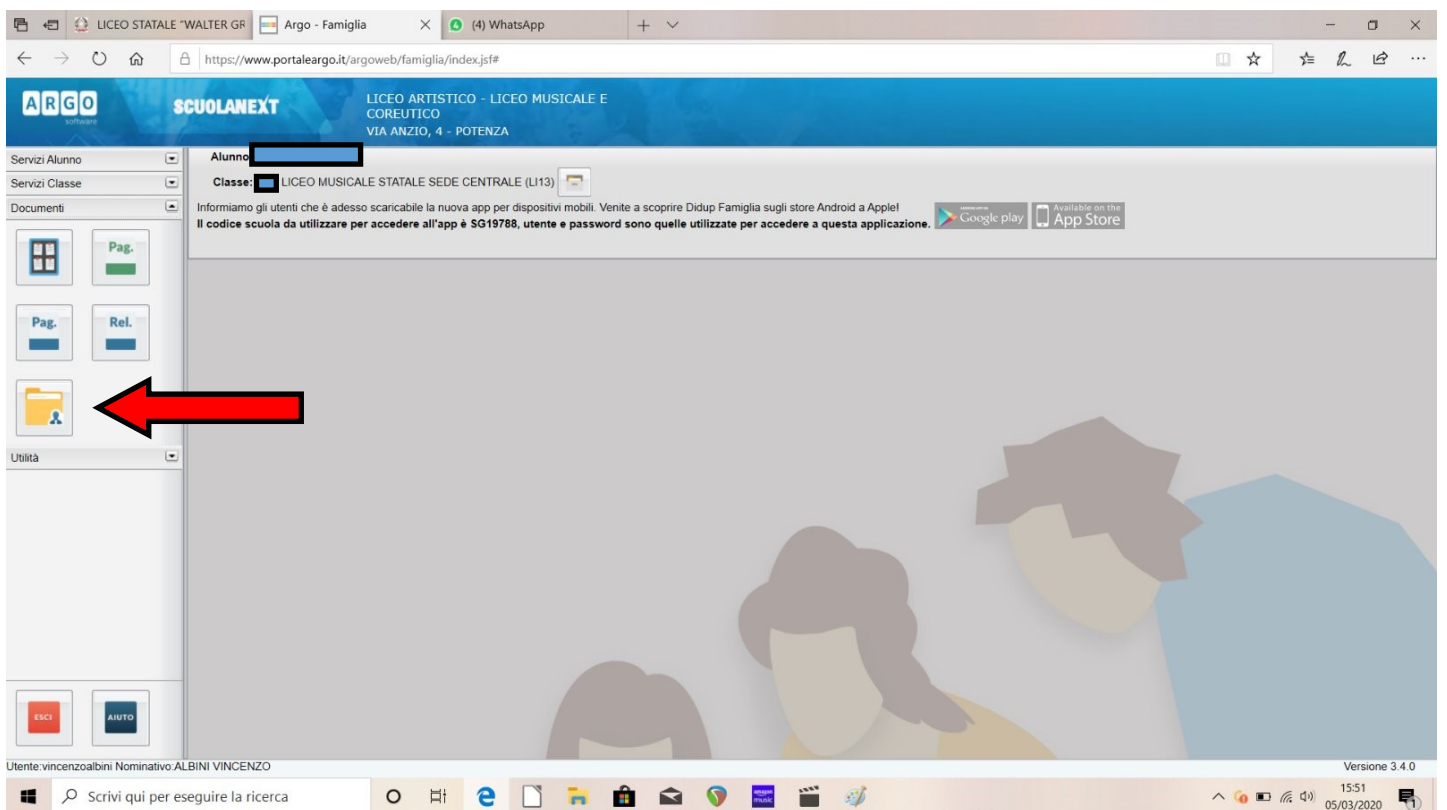 LICEO STATALE "WALTER GR
Argo - Famiglia
(4) WhatsApp
https://www.portaleargo.it/argoweb/famiglia/index.jsf#
ARGO
software
SCUOLANEXT
LICEO ARTISTICO - LICEO MUSICALE E
COREUTICO
VIA ANZIO, 4 - POTENZA
Servizi Alunno
Servizi Classe
Documenti
Pag.
Pag.
Rel.
Utilità
ESCI
AIUTO
Alunno
Classe: LICEO MUSICALE STATALE SEDE CENTRALE (LI13)
Informiamo gli utenti che è adesso scaricabile la nuova app per dispositivi mobili. Venite a scoprire Didup Famiglia sugli store Android a Apple!
Il codice scuola da utilizzare per accedere all'app è SG19788, utente e password sono quelle utilizzate per accedere a questa applicazione.
Google play
Available on the
App Store
Utente:vincenzoalbini Nominativo:ALBINI VINCENZO
Versione 3.4.0
Scrivi qui per eseguire la ricerca
amazon
music
15:51
05/03/2020